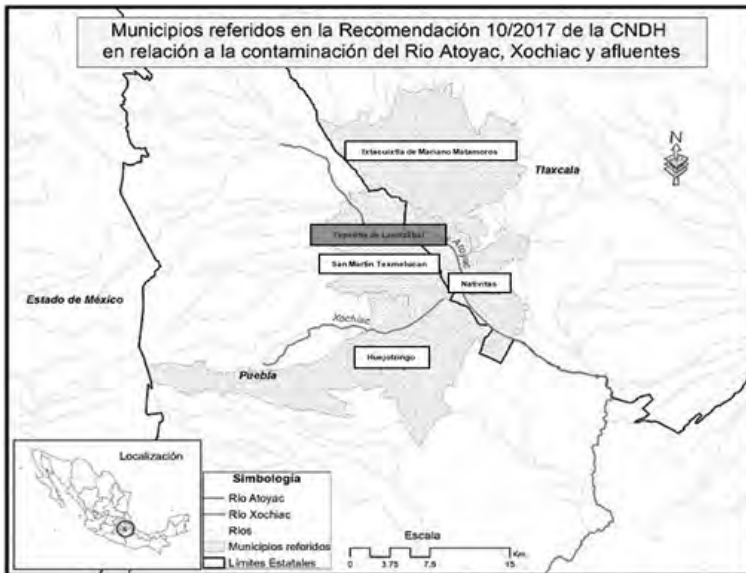 Municipios referidos en la Recomendación 10/2017 de la CNDH
en relación a la contaminación del Río Atoyac, Xochiac y afluentes
N
Ixtacuixtla de Mariano Matamoros
Tlaxcala
Tepetitla de Lardizábal
Atoyac
San Martín Texmelucan
Nativitas
Estado de México
Xochiac
Huejotzingo
Puebla
Localización
Simbología
Río Atoyac
Río Xochiac
Ríos
Municipios referidos
Límites Estatales
Escala
0 3.75 7.5 15
Km.